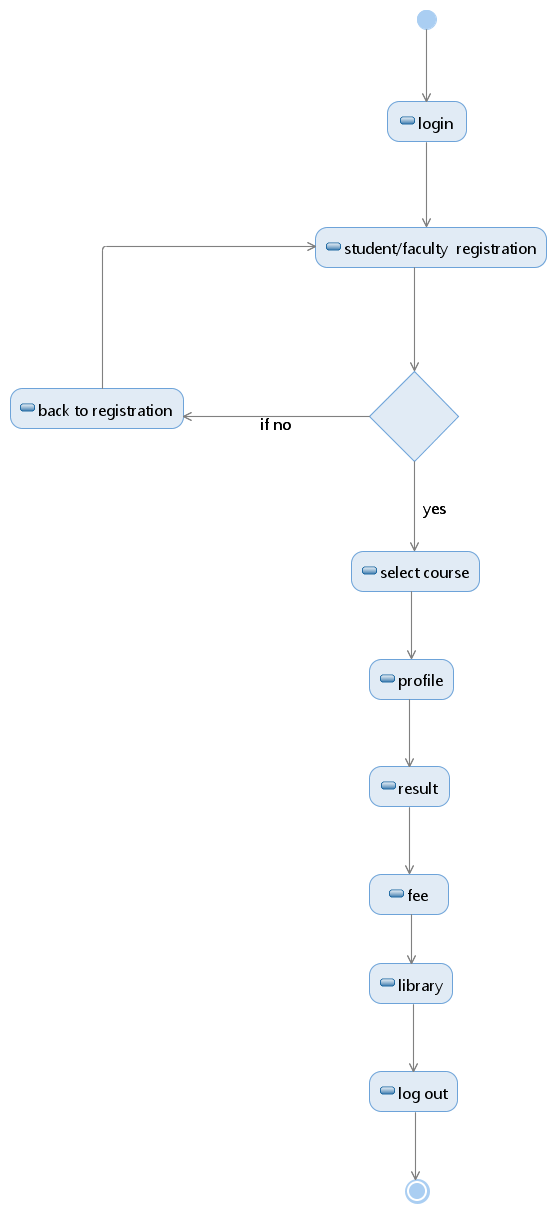 login
student/faculty  registration
back to registration
if no
yes
select course
profile
result
fee
library
log out